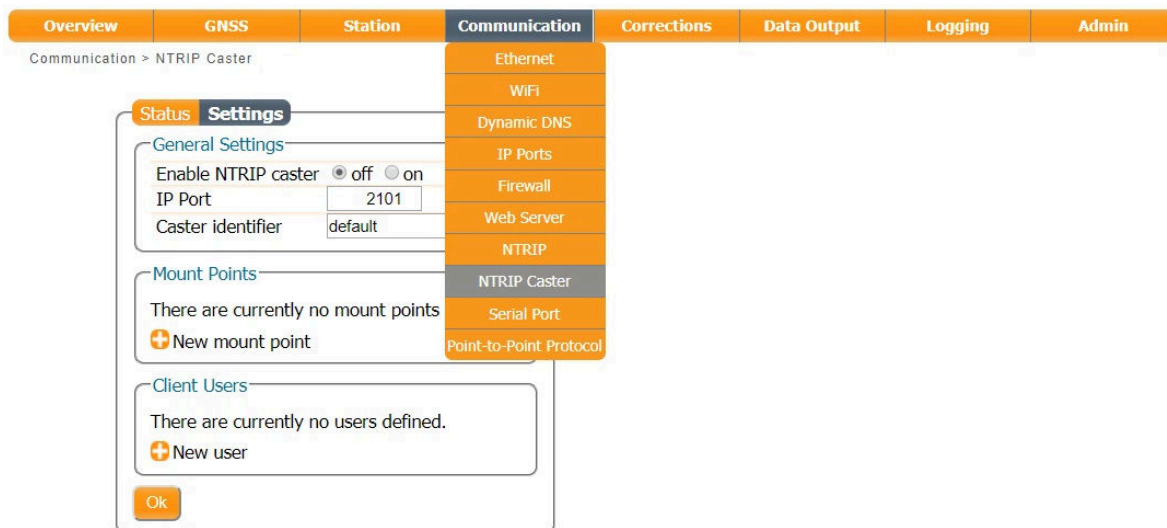 Overview GNSS Station Communication Corrections Data Output Logging Admin
Communication > NTRIP Caster
Ethernet
WiFi
Dynamic DNS
IP Ports
Firewall
Web Server
NTRIP
NTRIP Caster
Serial Port
Point-to-Point Protocol
Status Settings
General Settings
Enable NTRIP caster off on
IP Port 2101
Caster identifier default
Mount Points
There are currently no mount points
New mount point
Client Users
There are currently no users defined.
New user
Ok